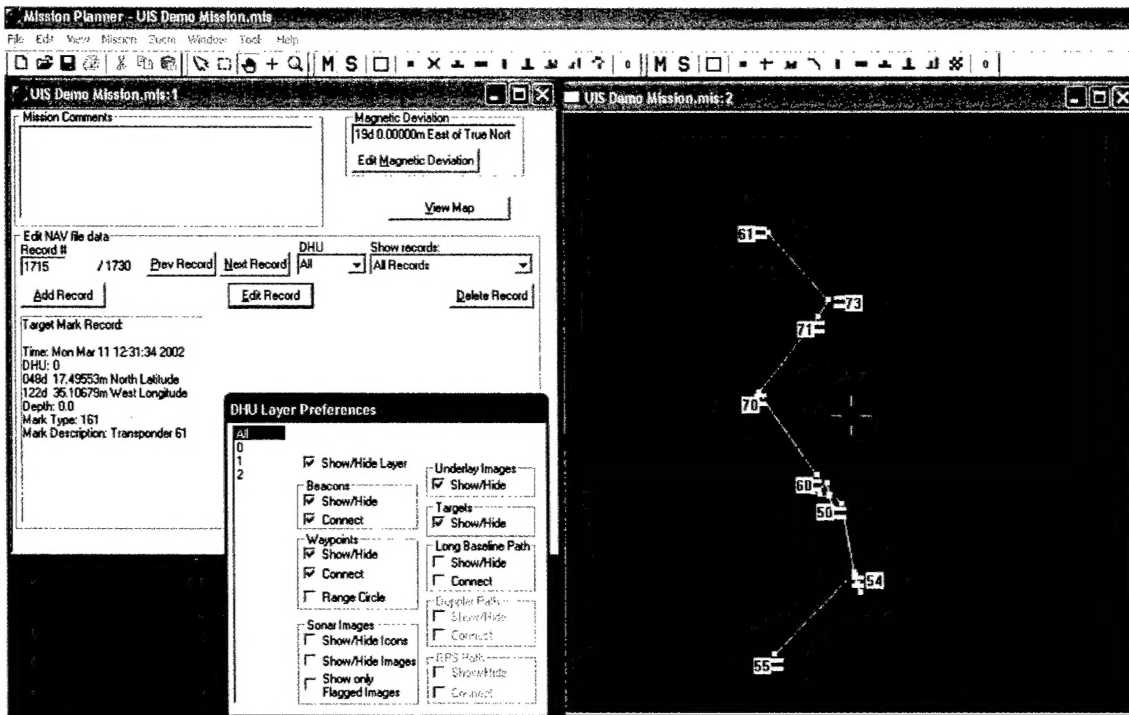 Mission Planner - UIS Demo Mission.mis
File Edit View Mission Zoom Window Tool Help
M S M S
UIS Demo Mission.mis:1
UIS Demo Mission.mis:2
Mission Comments
Magnetic Deviation
19d 0.00000m East of True Nort
Edit Magnetic Deviation
View Map
Edit NAV file data
Record #
1715 / 1730
Prev Record
Next Record
DHU
All
Show records:
All Records
Add Record
Edit Record
Delete Record
Target Mark Record:
Time: Mon Mar 11 12:31:34 2002
DHU: 0
048d 17.49553m North Latitude
122d 35.10679m West Longitude
Depth: 0.0
Mark Type: 161
Mark Description: Transponder 61
DHU Layer Preferences
All
0
1
2
Show/Hide Layer
Beacons
Show/Hide
Connect
Waypoints
Show/Hide
Connect
Range Circle
Sonar Images
Show/Hide Icons
Show/Hide Images
Show only
Flagged Images
Underlay Images
Show/Hide
Targets
Show/Hide
Long Baseline Path
Show/Hide
Connect
Doppler Path
Show/Hide
Connect
GPS Path
Show/Hide
Connect
61
73
71
70
60
50
54
55